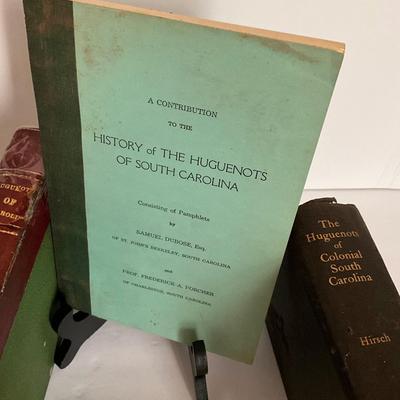 A CONTRIBUTION
TO THE
HISTORY of THE HUGUENOTS
OF SOUTH CAROLINA
Consisting of Pamphlets
by
SAMUEL DUBOSE, Esq.
OF ST. JOHN'S BERKELEY, SOUTH CAROLINA
and
PROF. FREDERICK A. PORCHER
OF CHARLESTON, SOUTH CAROLINA
OF
The
Huguenots
of
Colonial
South
Carolina
Hirsch